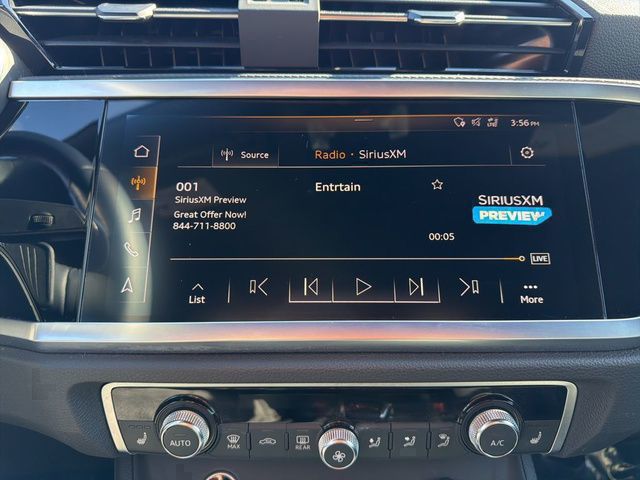 3:56 PM
Source
Radio · SiriusXM
001
Entrtain
SiriusXM Preview
Great Offer Now!
844-711-8800
SIRIUSXM
PREVIEW
00:05
LIVE
List
More
AUTO
MAX
REAR
A/C